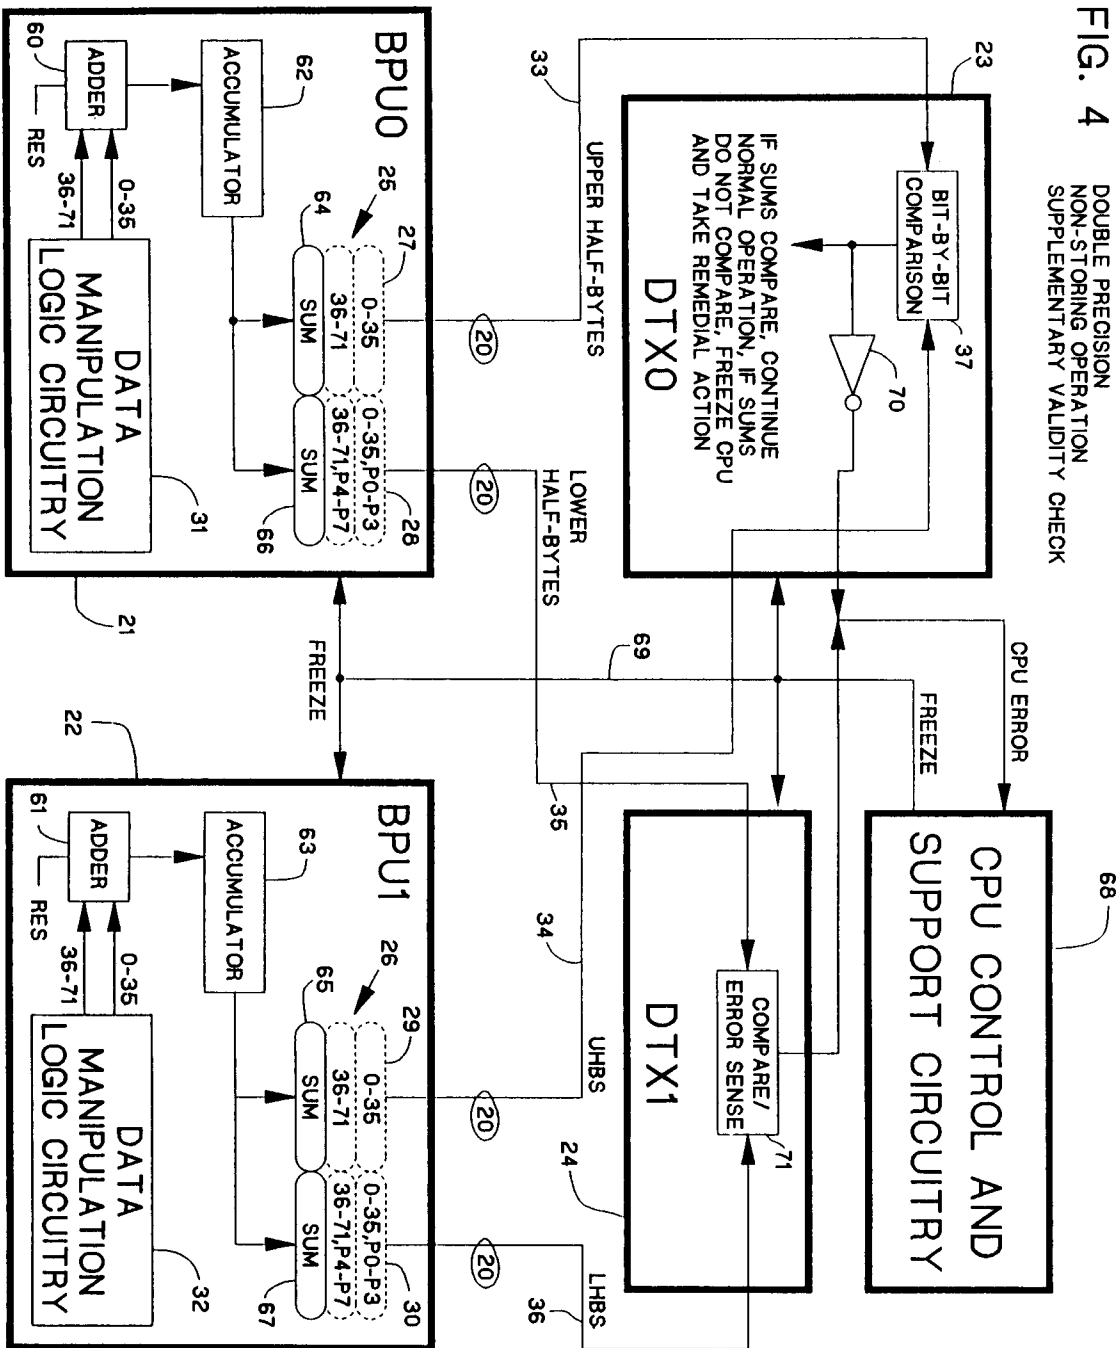 FIG. 4
DOUBLE PRECISION
NON-STORING OPERATION
SUPPLEMENTARY VALIDITY CHECK
68
CPU CONTROL AND
SUPPORT CIRCUITRY
CPU ERROR
FREEZE
23
BIT-BY-BIT
COMPARISON
37
70
IF SUMS COMPARE, CONTINUE
NORMAL OPERATION, IF SUMS
DO NOT COMPARE, FREEZE CPU
AND TAKE REMEDIAL ACTION
DTX0
COMPARE/
ERROR SENSE
71
DTX1
24
69
33
UPPER HALF-BYTES
LOWER
HALF-BYTES
35
34
UHBS
LHBS
36
20
20
20
20
FREEZE
BPU0
25
27
28
0-35
0-35,P0-P3
36-71
36-71,P4-P7
64
SUM
SUM
66
62
ACCUMULATOR
60
ADDER
RES
0-35
36-71
DATA
MANIPULATION
LOGIC CIRCUITRY
31
21
22
BPU1
26
29
30
0-35
0-35,P0-P3
36-71
36-71,P4-P7
65
SUM
SUM
67
63
ACCUMULATOR
61
ADDER
RES
0-35
36-71
DATA
MANIPULATION
LOGIC CIRCUITRY
32